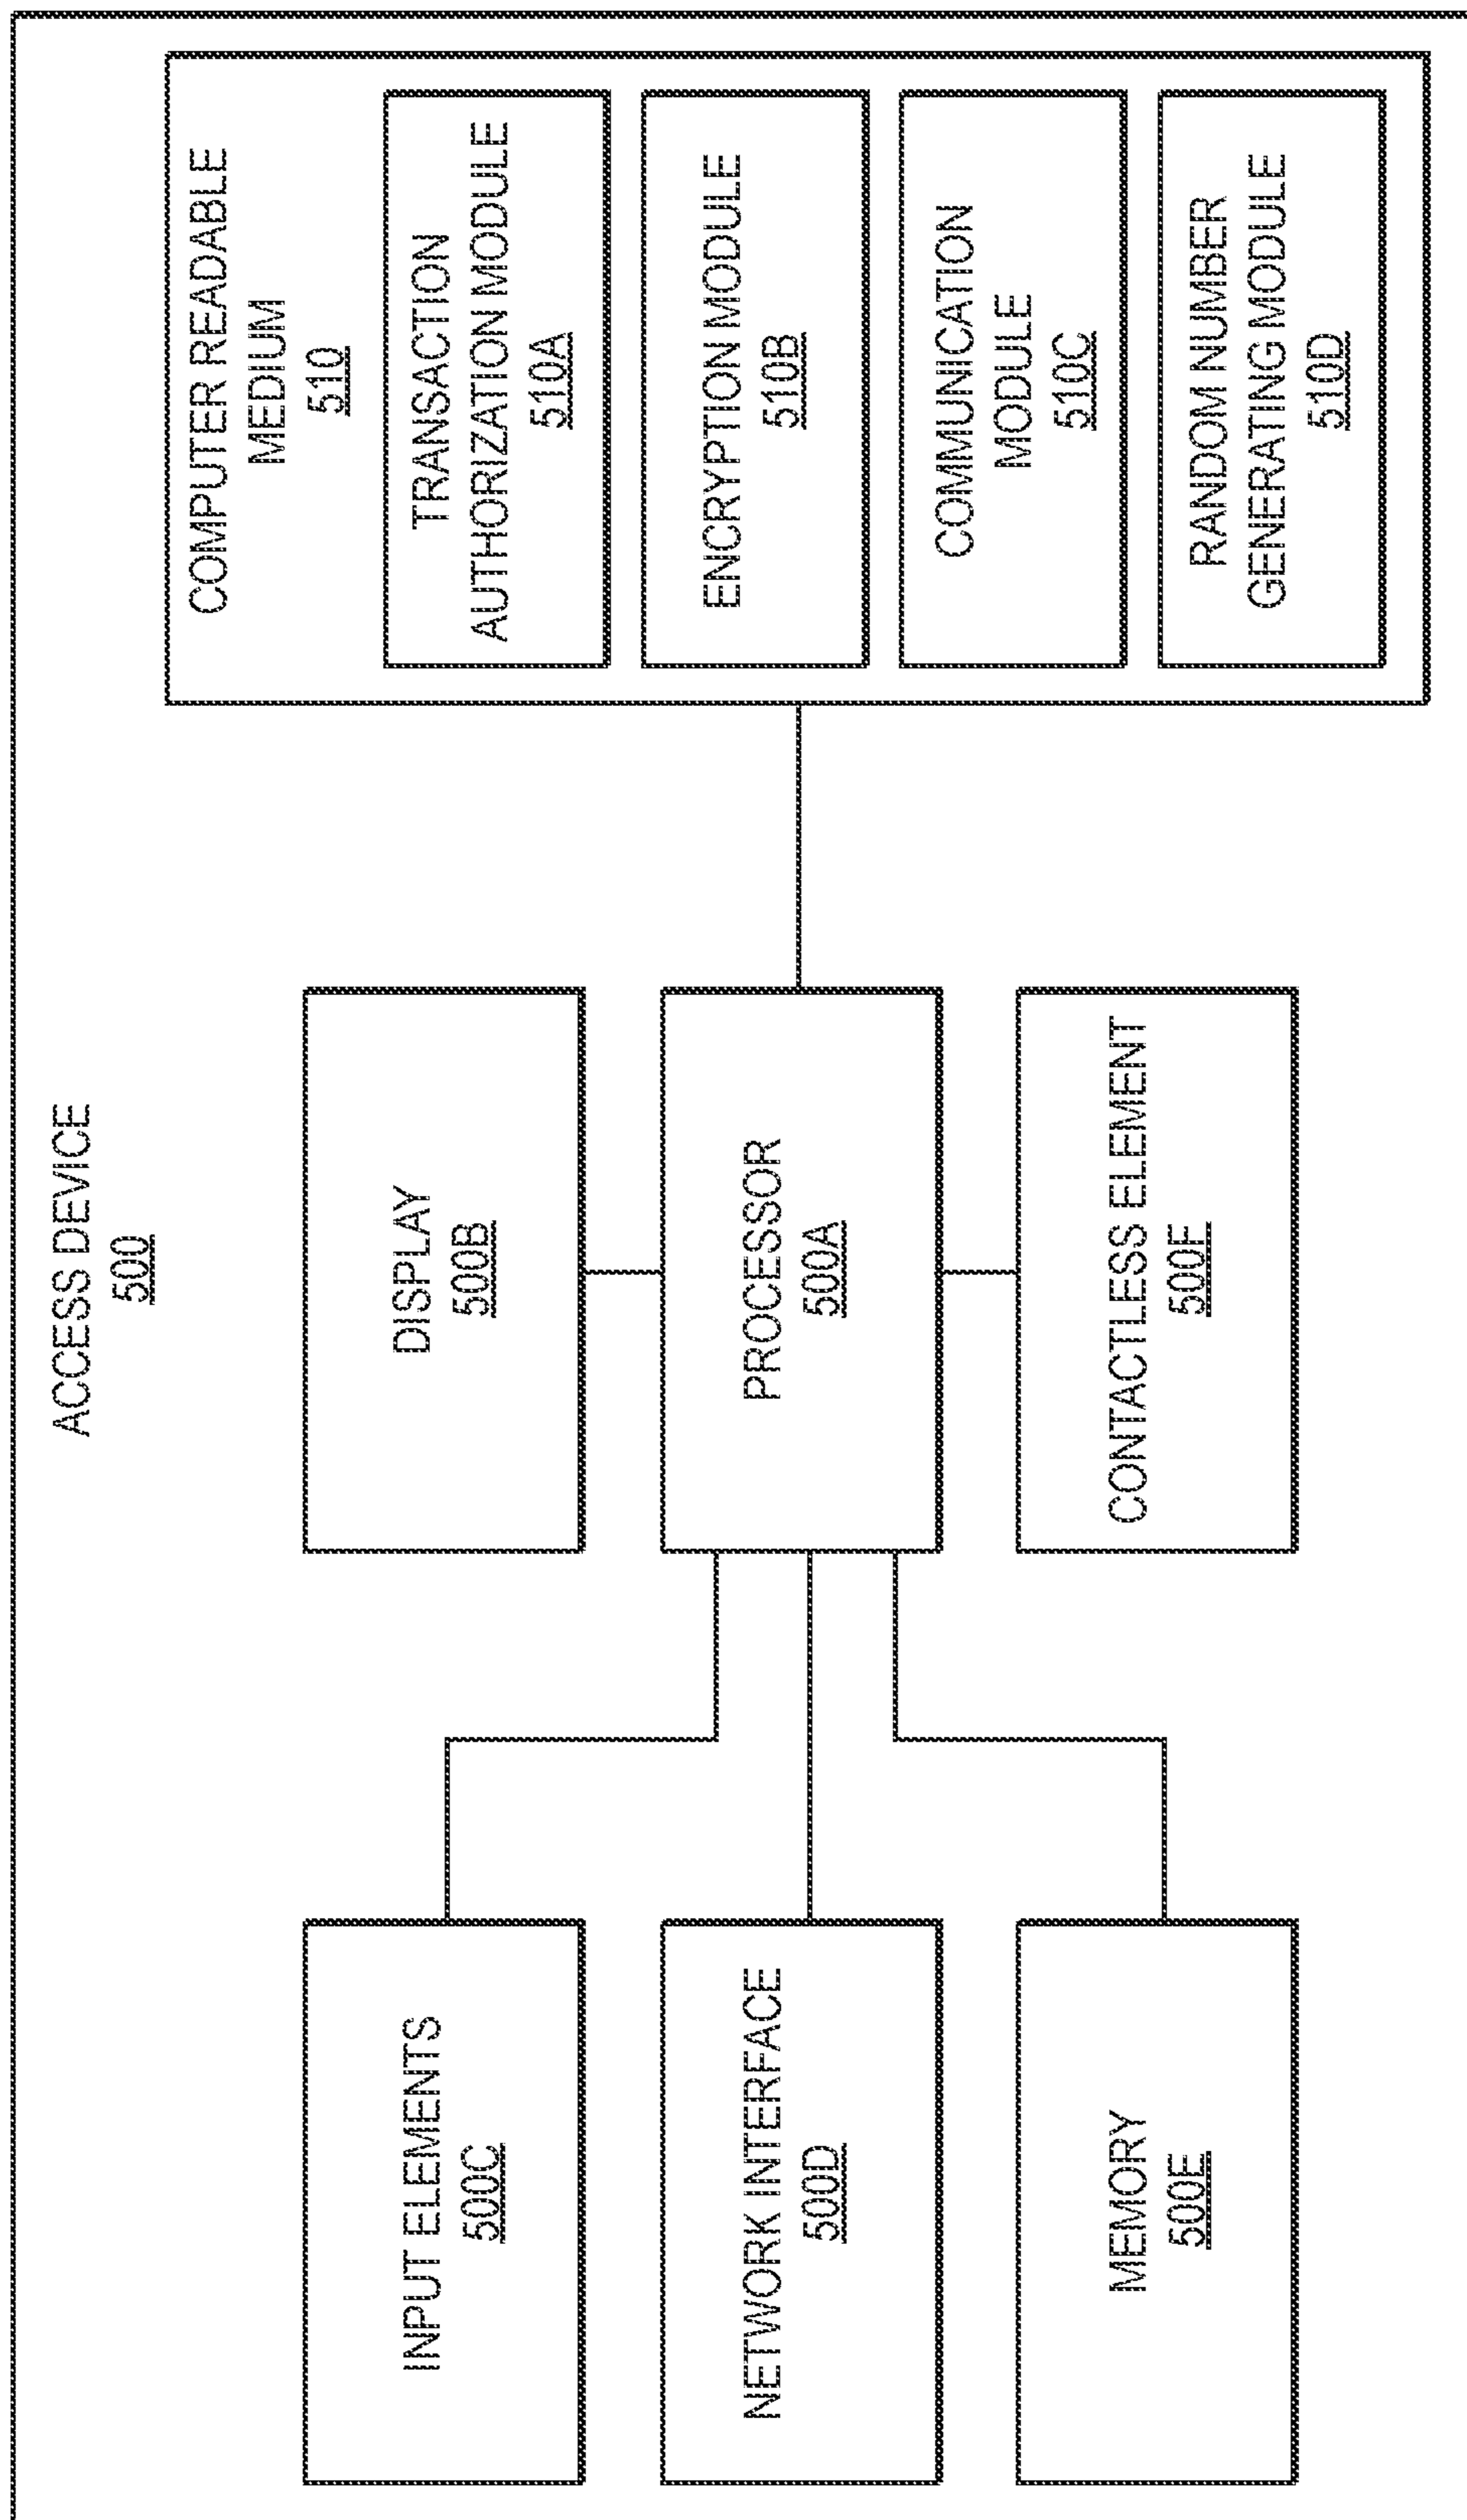 ACCESS DEVICE
500
INPUT ELEMENTS
500C
NETWORK INTERFACE
500D
MEMORY
500E
DISPLAY
500B
PROCESSOR
500A
CONTACTLESS ELEMENT
500F
COMPUTER READABLE
MEDIUM
510
TRANSACTION
AUTHORIZATION MODULE
510A
ENCRYPTION MODULE
510B
COMMUNICATION
MODULE
510C
RANDOM NUMBER
GENERATING MODULE
510D